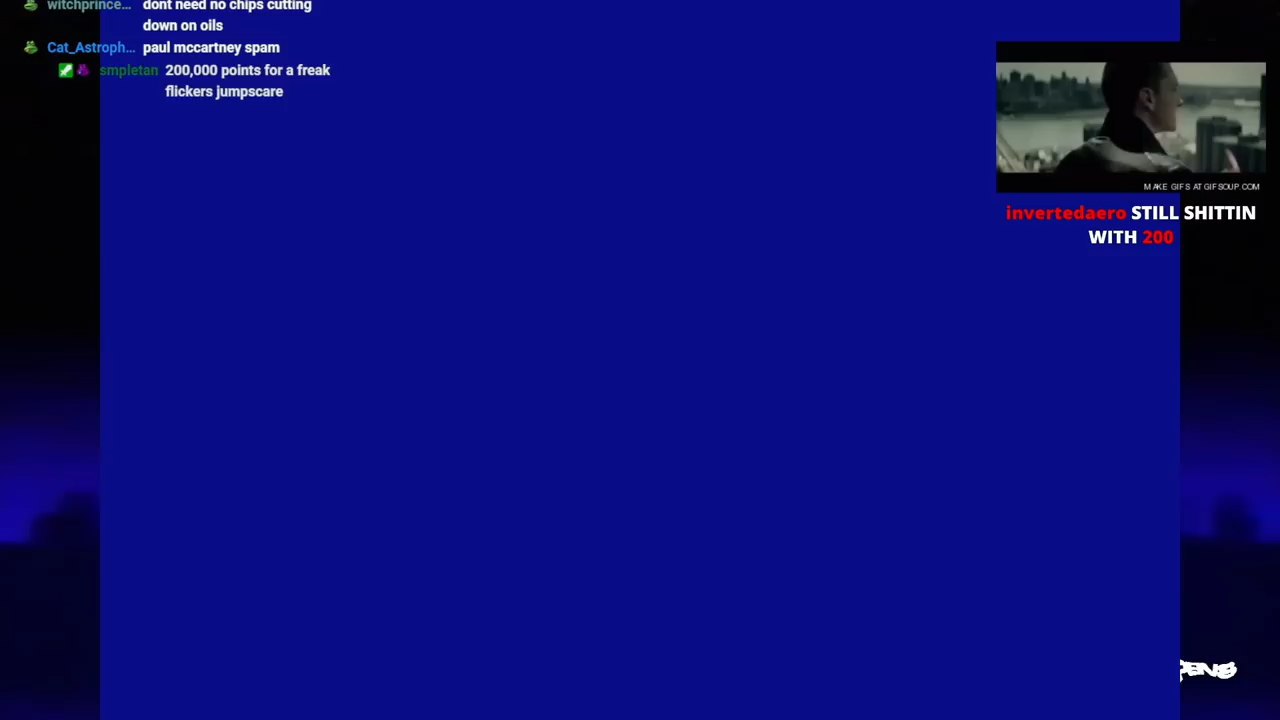 witchprince… dont need no chips cutting
down on oils
Cat_Astroph… paul mccartney spam
smpletan 200,000 points for a freak
flickers jumpscare
MAKE GIFS AT GIFSOUP.COM
invertedaero STILL SHITTIN
WITH 200